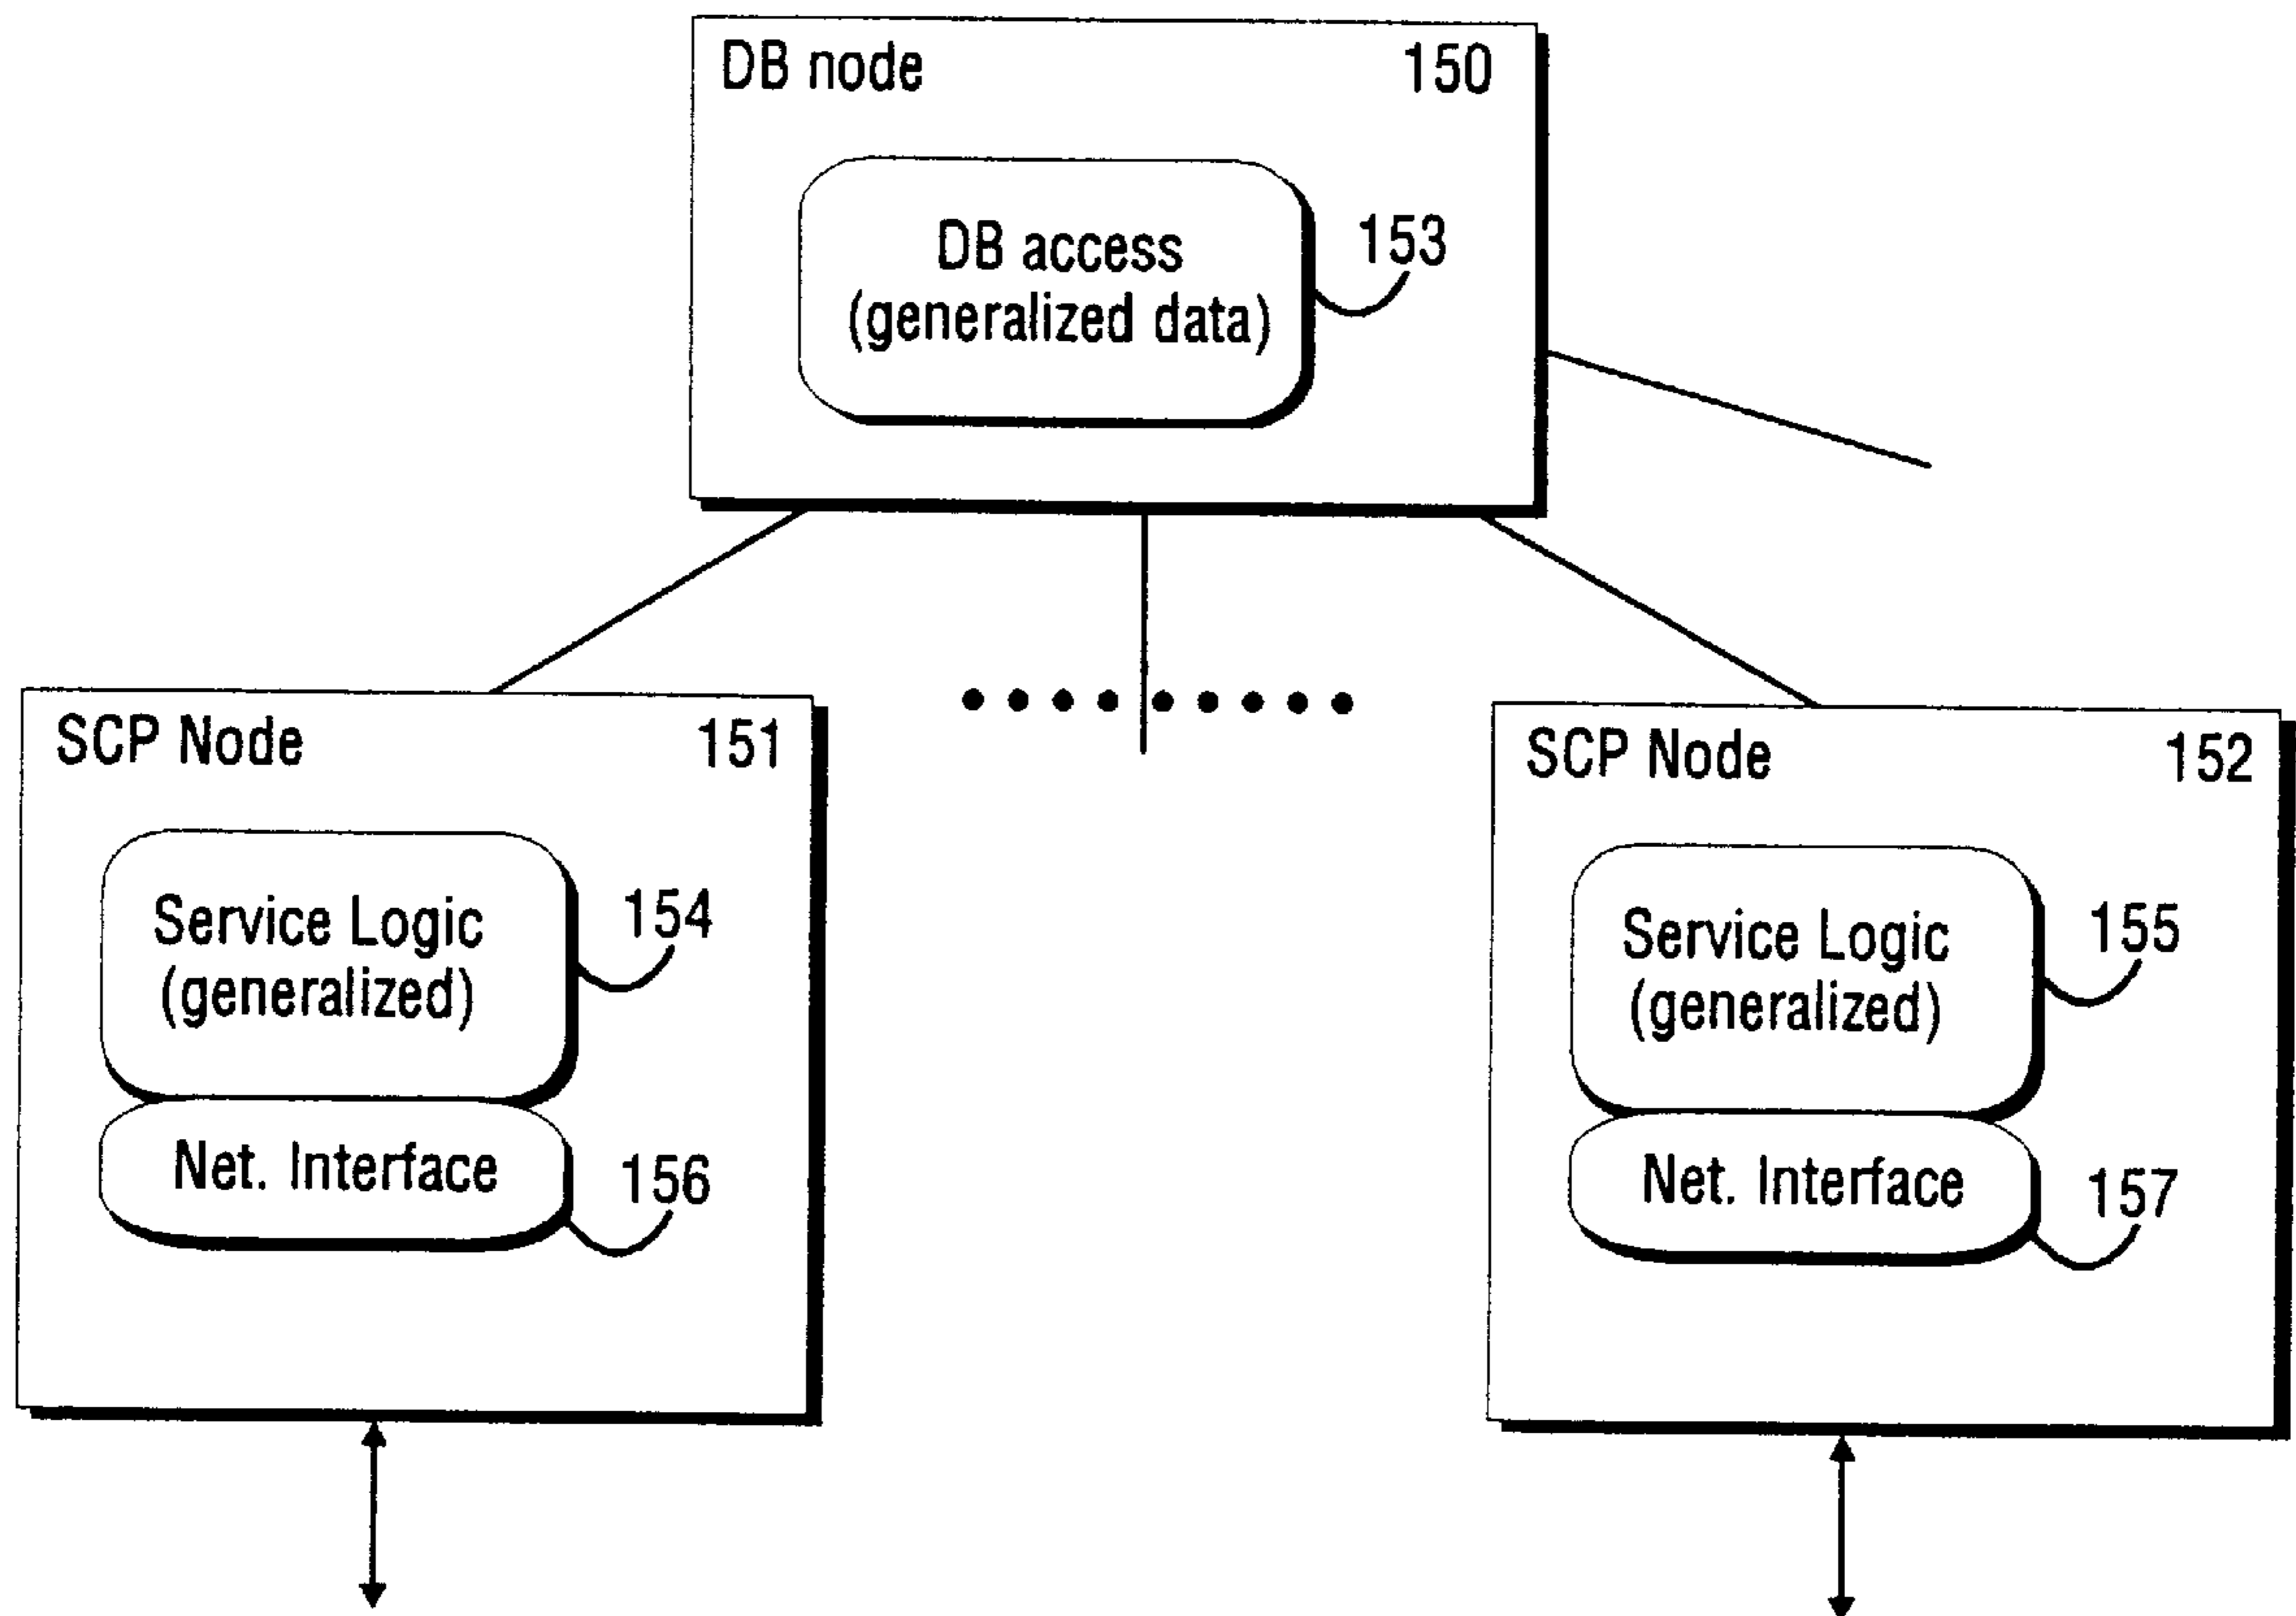 DB node 150
DB access
(generalized data)
153
SCP Node 151
Service Logic
(generalized)
154
Net. Interface
156
SCP Node 152
Service Logic
(generalized)
155
Net. Interface
157